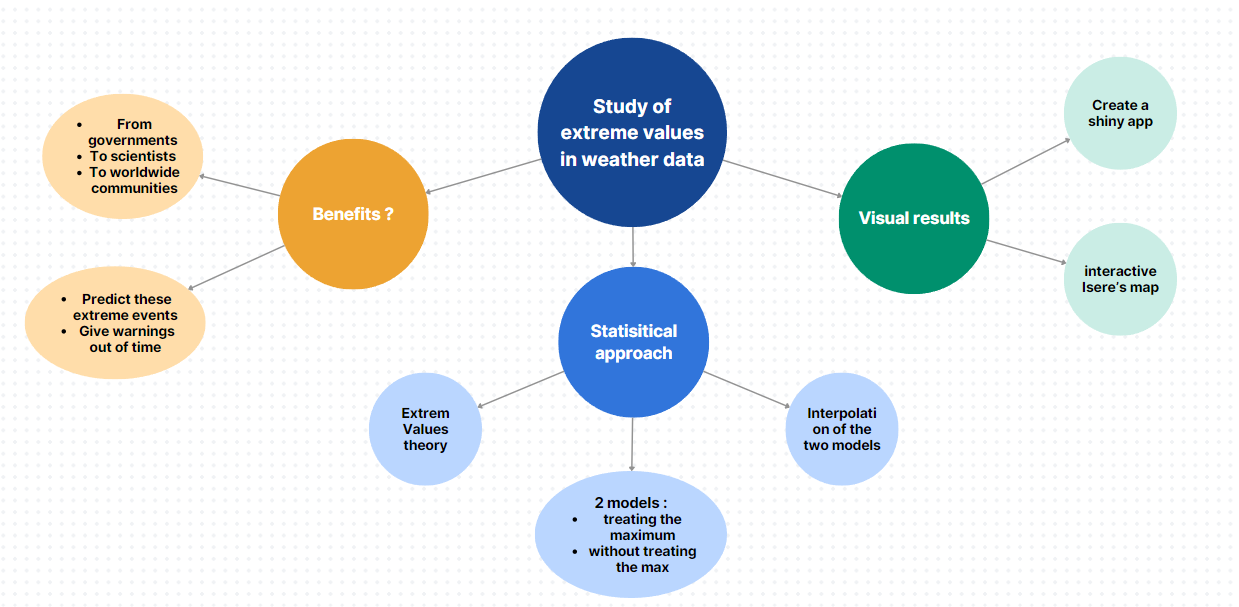 Study of
extreme values
in weather data
Benefits ?
• From
governments
• To scientists
• To worldwide
communities
• Predict these
extreme events
• Give warnings
out of time
Statisitical
approach
Extrem
Values
theory
2 models :
• treating the
maximum
• without treating
the max
Interpolati
on of the
two models
Visual results
Create a
shiny app
interactive
Isere's map